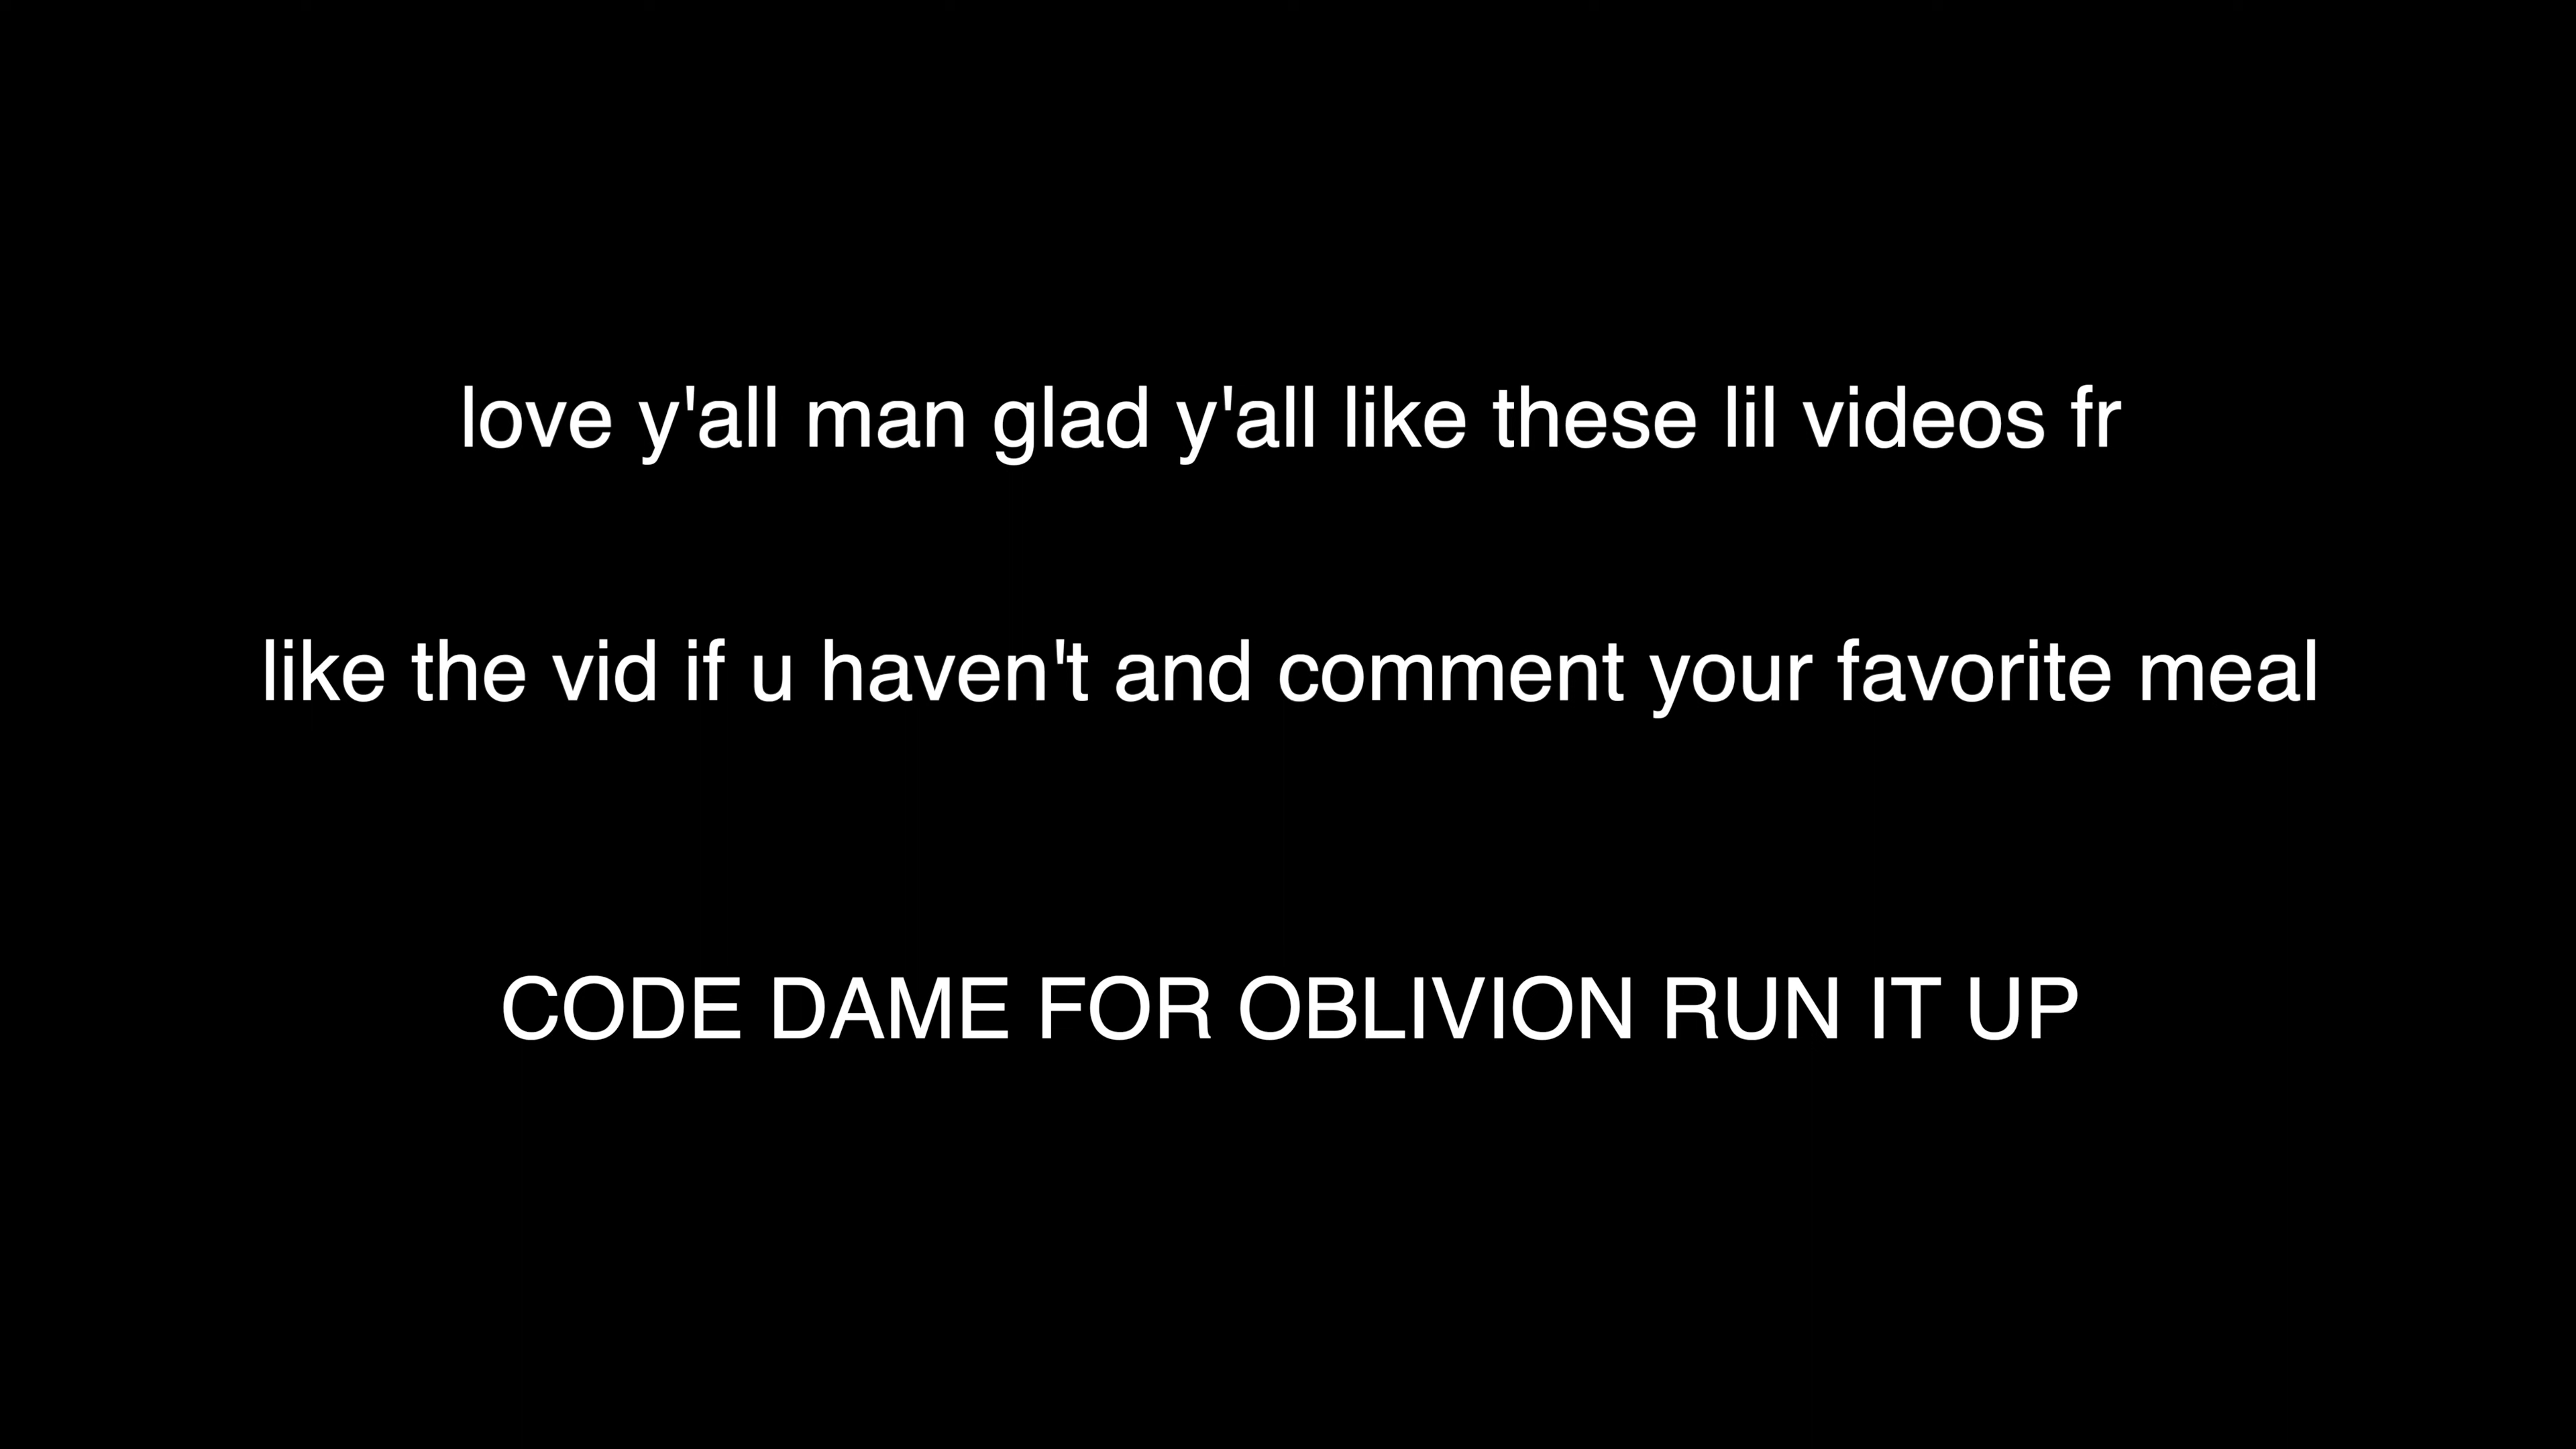 love y'all man glad y'all like these lil videos fr
like the vid if u haven't and comment your favorite meal
CODE DAME FOR OBLIVION RUN IT UP